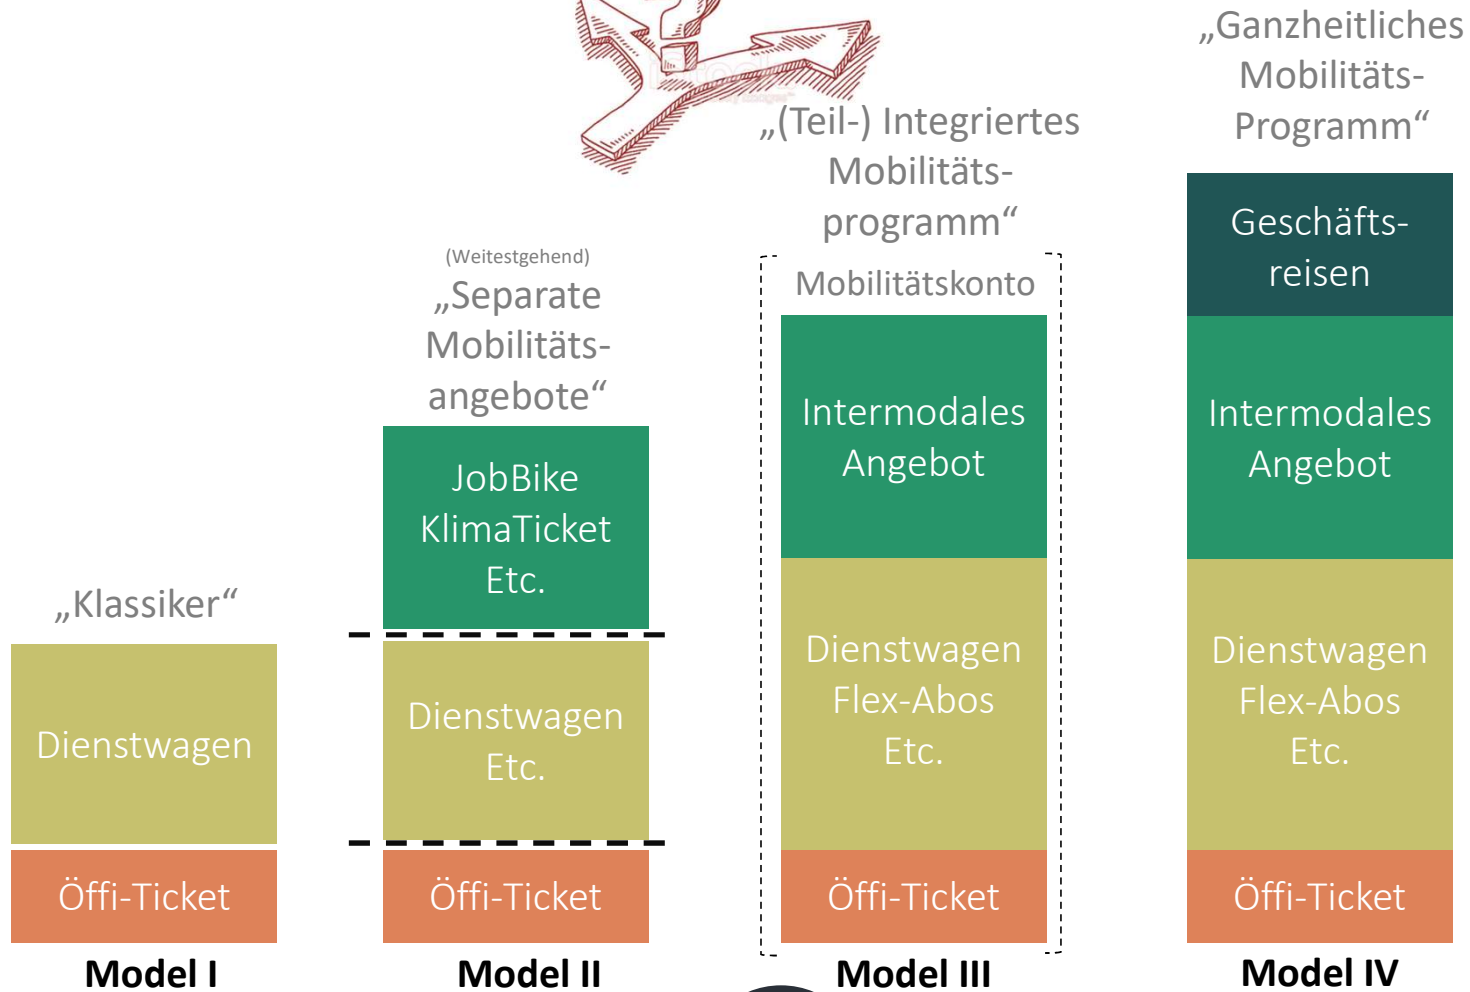 „Klassiker“
Dienstwagen
Öffi-Ticket
Model I
(Weitestgehend)
„Separate
Mobilitäts-
angebote“
JobBike
KlimaTicket
Etc.
Dienstwagen
Etc.
Öffi-Ticket
Model II
„(Teil-) Integriertes
Mobilitäts-
programm“
Mobilitätskonto
Intermodales
Angebot
Dienstwagen
Flex-Abos
Etc.
Öffi-Ticket
Model III
„Ganzheitliches
Mobilitäts-
Programm“
Geschäfts-
reisen
Intermodales
Angebot
Dienstwagen
Flex-Abos
Etc.
Öffi-Ticket
Model IV